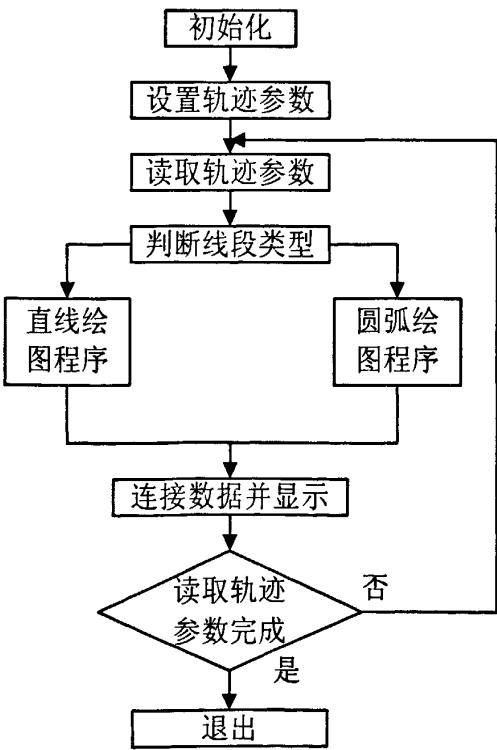 初始化
设置轨迹参数
读取轨迹参数
判断线段类型
直线绘
图程序
圆弧绘
图程序
连接数据并显示
读取轨迹
参数完成
否
是
退出